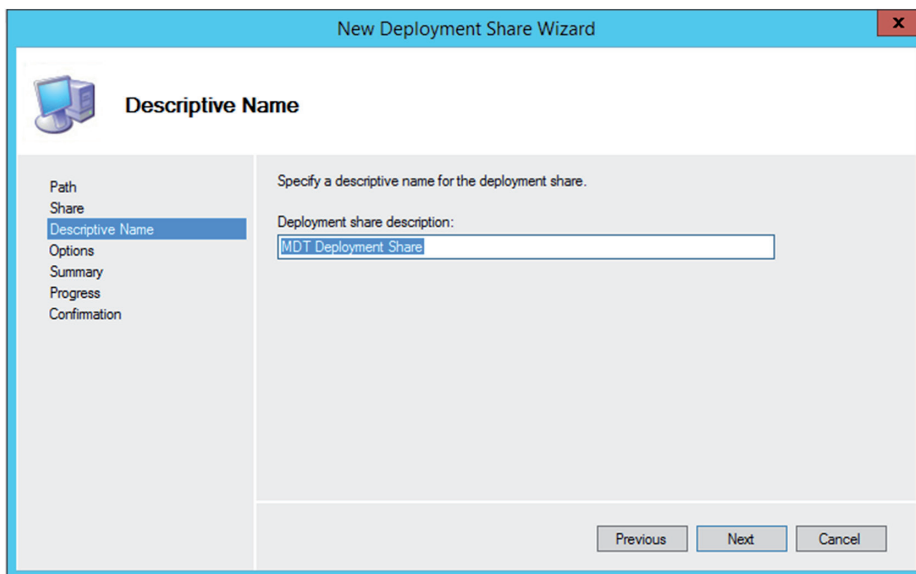 New Deployment Share Wizard
x
Descriptive Name
Path
Share
Descriptive Name
Options
Summary
Progress
Confirmation
Specify a descriptive name for the deployment share.
Deployment share description:
MDT Deployment Share
Previous
Next
Cancel